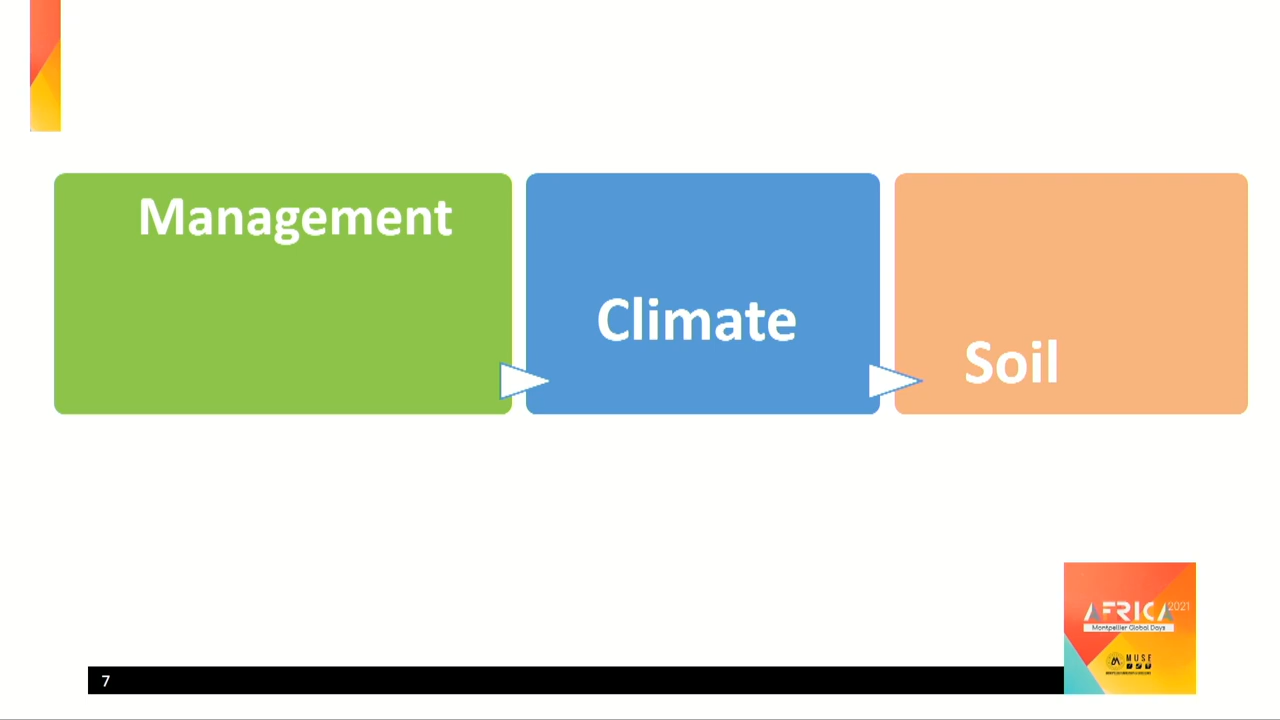 Management
Climate
Soil
AFRICA 2021
Montpellier Global Days
MUSE
7